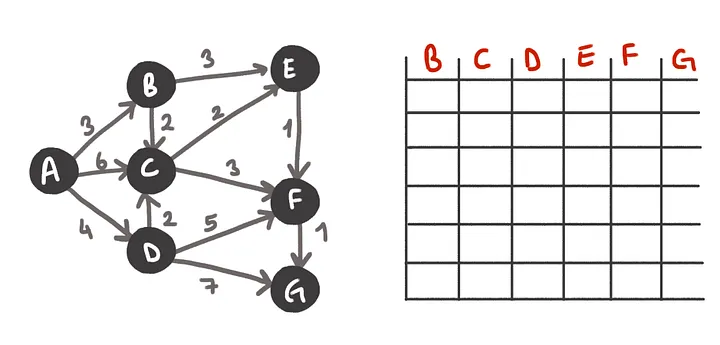 B C D E F G
3 E
B
3 2 2 1
A 6 C 3
4 2 5 F
D 1
7 G